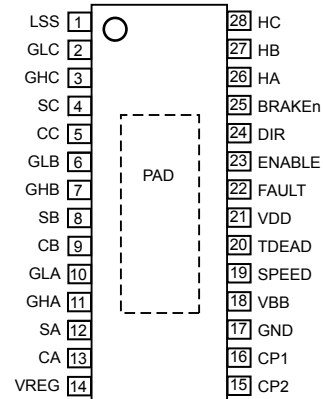 LSS 1
GLC 2
GHC 3
SC 4
CC 5
GLB 6
GHB 7
SB 8
CB 9
GLA 10
GHA 11
SA 12
CA 13
VREG 14
PAD
28 HC
27 HB
26 HA
25 BRAKEn
24 DIR
23 ENABLE
22 FAULT
21 VDD
20 TDEAD
19 SPEED
18 VBB
17 GND
16 CP1
15 CP2